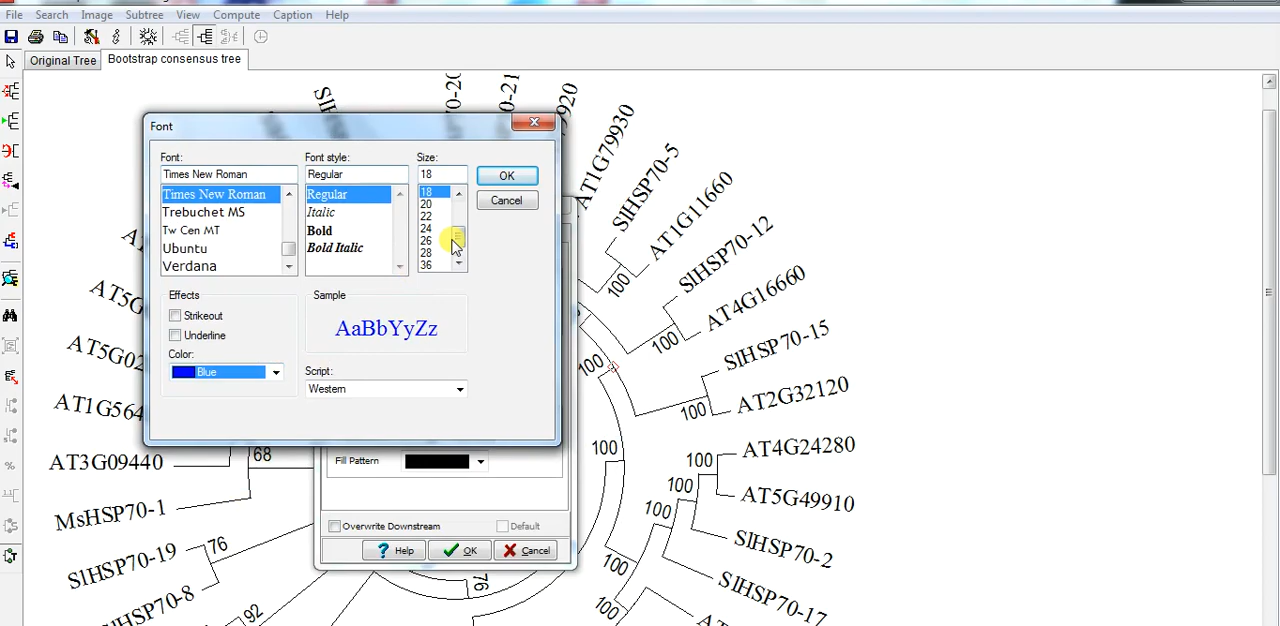 File Search Image Subtree View Compute Caption Help
Original Tree Bootstrap consensus tree
Font
Font: Font style: Size:
Times New Roman Regular 18
OK
Cancel
Times New Roman
Trebuchet MS
Tw Cen MT
Ubuntu
Verdana
Regular
Italic
Bold
Bold Italic
18
20
22
24
26
28
36
Effects
Strikeout
Underline
Color:
Blue
Sample
AaBbYyZz
Script:
Western
Fill Pattern
Overwrite Downstream Default
Help OK Cancel
AT1G79930
SlHSP70-5
AT1G11660
SlHSP70-12
AT4G16660
SlHSP70-15
AT2G32120
AT4G24280
AT5G49910
SlHSP70-2
SlHSP70-17
AT3G09440
MsHSP70-1
SlHSP70-19
SlHSP70-8
100
100
100
100
100
100
100
100
100
100
68
76
92
76